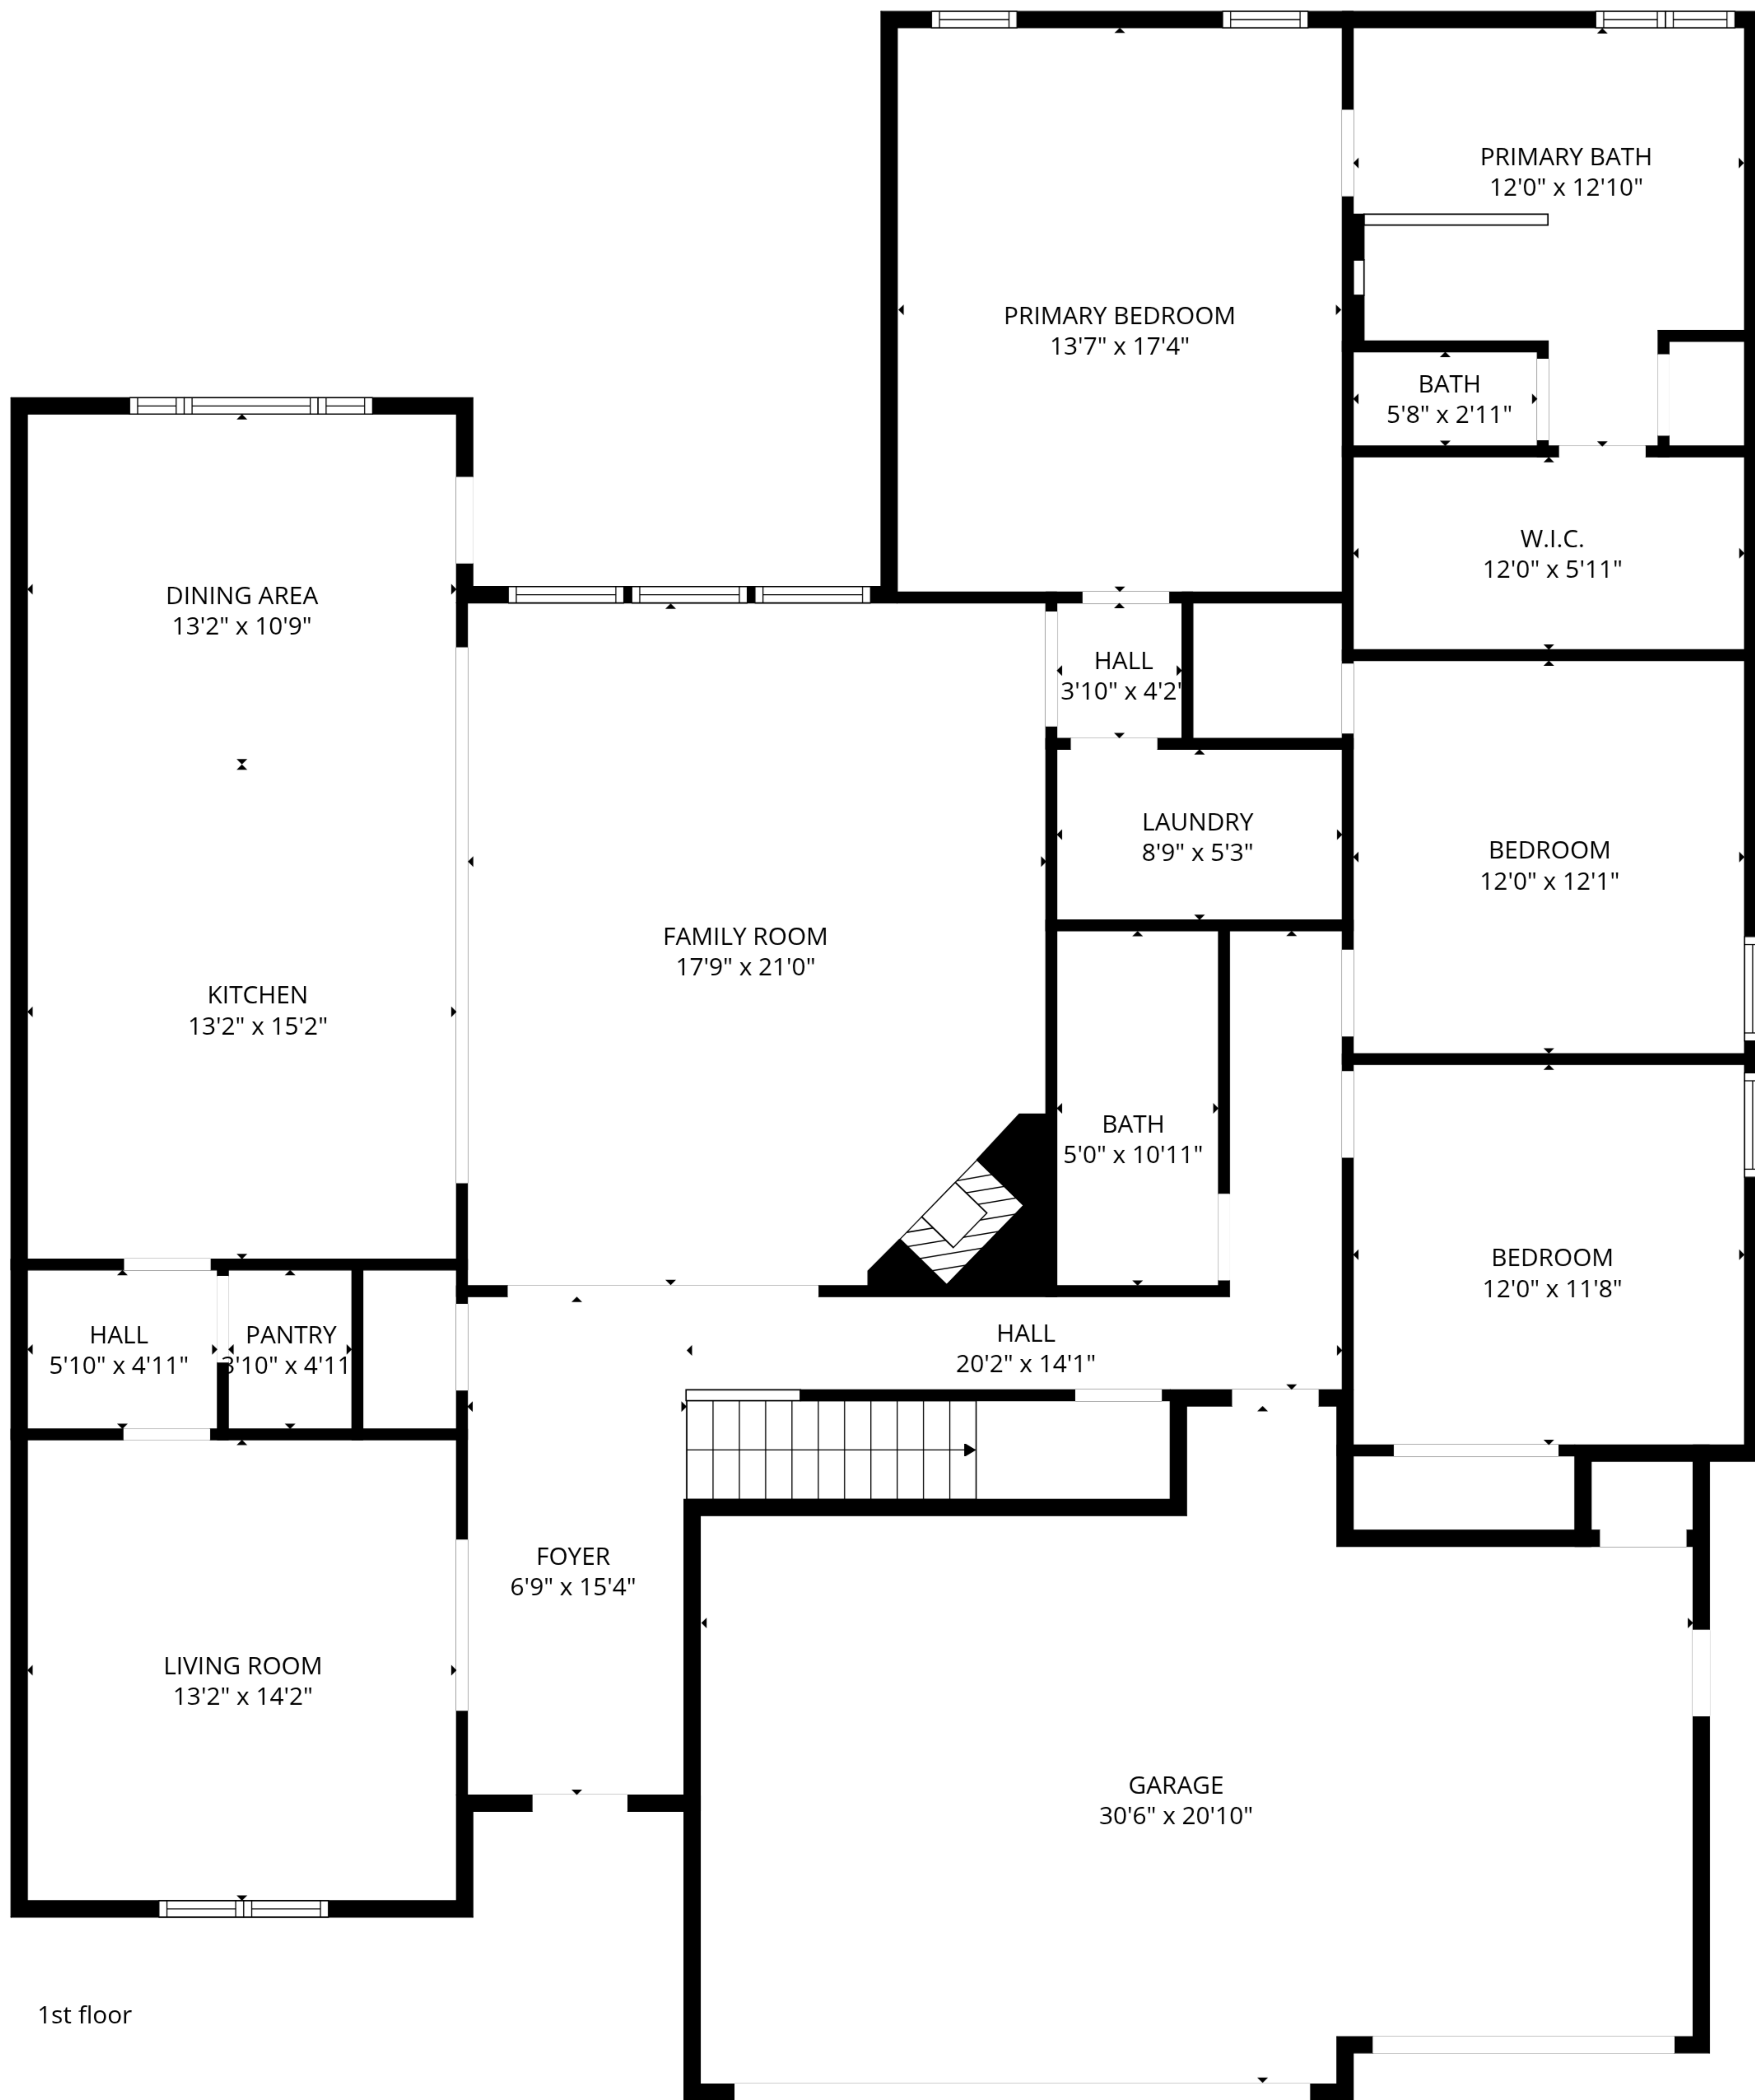 PRIMARY BATH
12'0" x 12'10"
PRIMARY BEDROOM
13'7" x 17'4"
BATH
5'8" x 2'11"
W.I.C.
12'0" x 5'11"
DINING AREA
13'2" x 10'9"
HALL
3'10" x 4'2"
LAUNDRY
8'9" x 5'3"
BEDROOM
12'0" x 12'1"
FAMILY ROOM
17'9" x 21'0"
KITCHEN
13'2" x 15'2"
BATH
5'0" x 10'11"
BEDROOM
12'0" x 11'8"
HALL
5'10" x 4'11"
PANTRY
3'10" x 4'11
HALL
20'2" x 14'1"
FOYER
6'9" x 15'4"
LIVING ROOM
13'2" x 14'2"
GARAGE
30'6" x 20'10"
1st floor